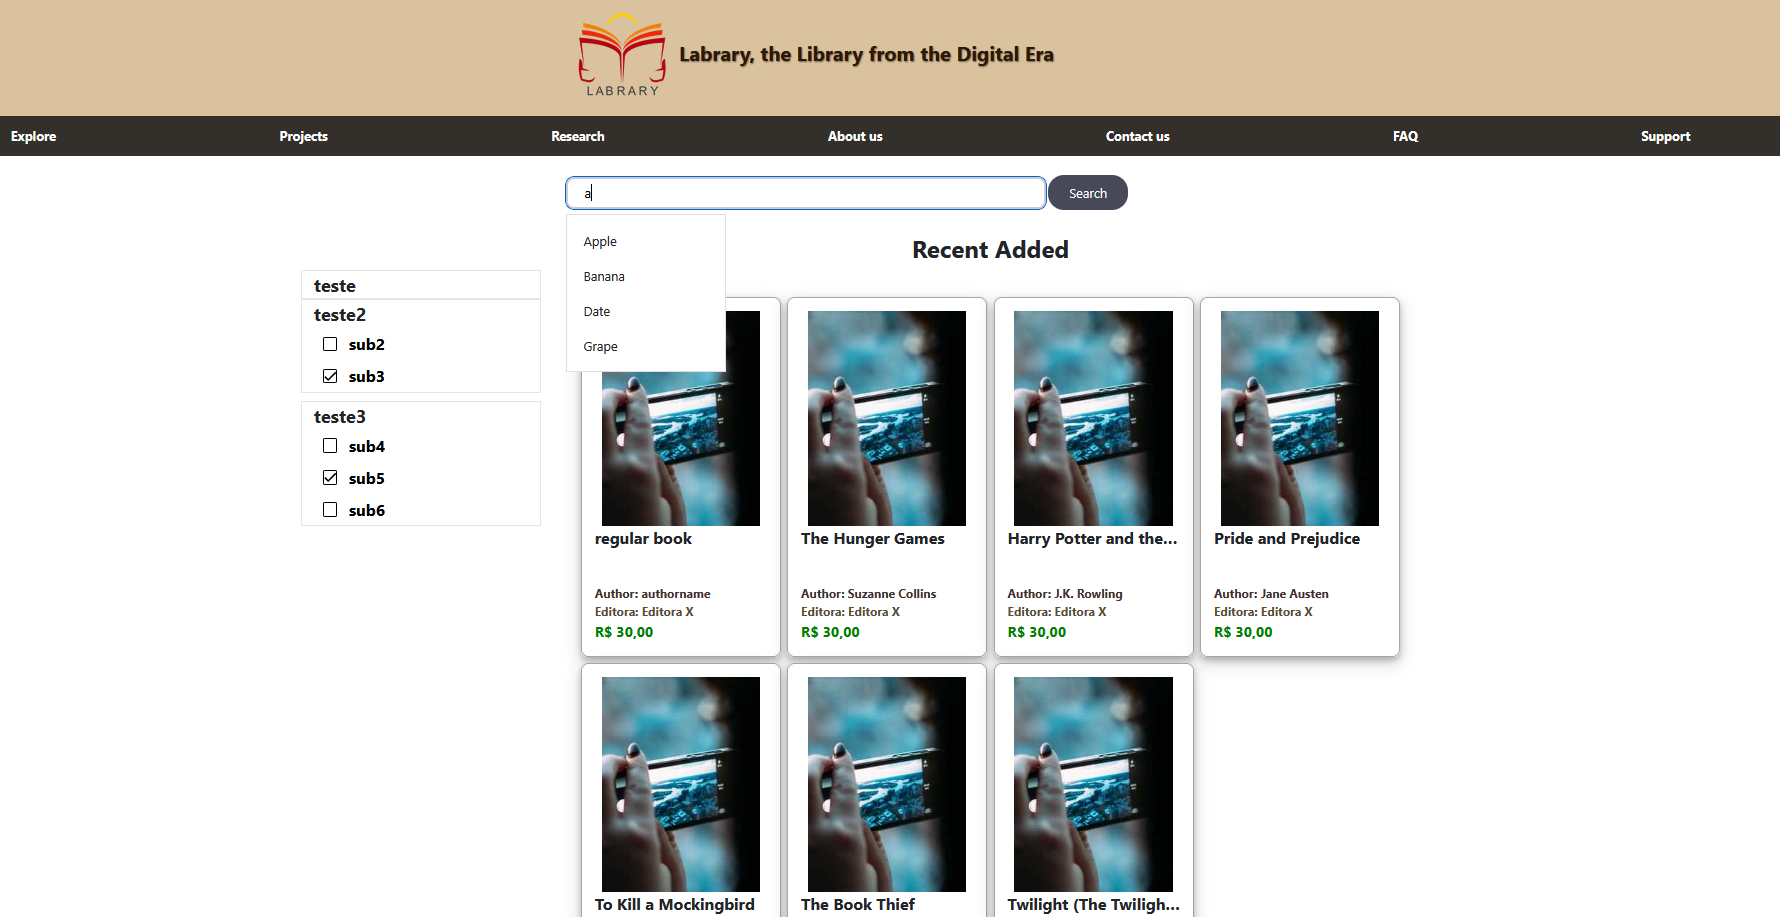 LABRARY
Labrary, the Library from the Digital Era
Explore
Projects
Research
About us
Contact us
FAQ
Support
a
Search
Apple
Banana
Date
Grape
Recent Added
teste
teste2
sub2
sub3
teste3
sub4
sub5
sub6
regular book
Author: authorname
Editora: Editora X
R$ 30,00
The Hunger Games
Author: Suzanne Collins
Editora: Editora X
R$ 30,00
Harry Potter and the...
Author: J.K. Rowling
Editora: Editora X
R$ 30,00
Pride and Prejudice
Author: Jane Austen
Editora: Editora X
R$ 30,00
To Kill a Mockingbird
The Book Thief
Twilight (The Twiligh...